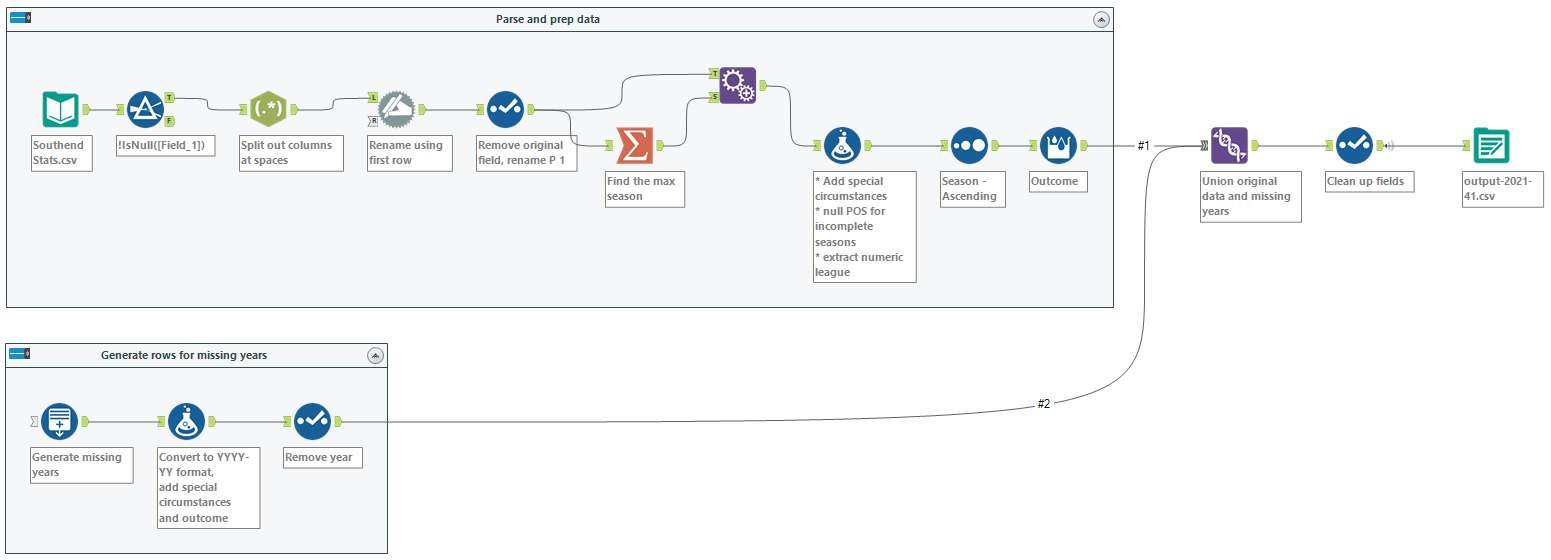 Parse and prep data
T
F
L
R
T
S
#1
Southend
Stats.csv
!IsNull([Field_1])
(.*)
Split out columns
at spaces
Rename using
first row
Remove original
field, rename P 1
Find the max
season
* Add special
circumstances
* null POS for
incomplete
seasons
* extract numeric
league
Season -
Ascending
Outcome
Union original
data and missing
years
Clean up fields
output-2021-
41.csv
Generate rows for missing years
#2
Generate missing
years
Convert to YYYY-
YY format,
add special
circumstances
and outcome
Remove year